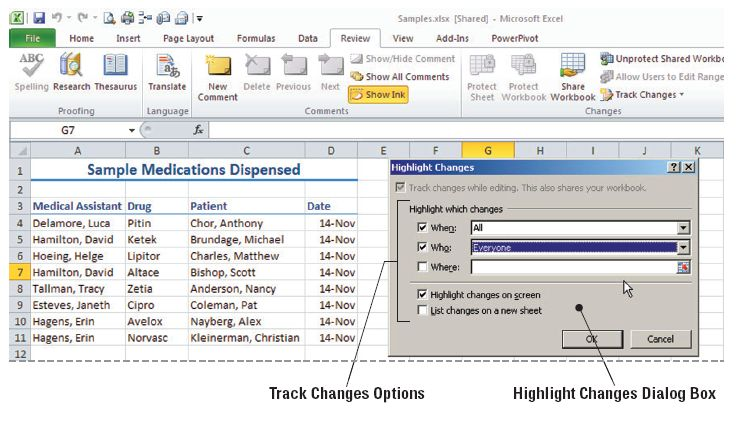 Samples.xlsx [Shared] - Microsoft Excel
File Home Insert Page Layout Formulas Data Review View Add-Ins PowerPivot
ABC
Spelling Research Thesaurus
Proofing
Translate
Language
New Comment
Delete Previous Next
Show/Hide Comment
Show All Comments
Show Ink
Comments
Protect Sheet
Protect Workbook
Share Workbook
Unprotect Shared Workbo
Allow Users to Edit Range
Track Changes
Changes
G7 fx
A B C D E F G H I J K
1 Sample Medications Dispensed
2
3 Medical Assistant Drug Patient Date
4 Delamore, Luca Pitin Chor, Anthony 14-Nov
5 Hamilton, David Ketek Brundage, Michael 14-Nov
6 Hoeing, Helge Lipitor Charles, Matthew 14-Nov
7 Hamilton, David Altace Bishop, Scott 14-Nov
8 Tallman, Tracy Zetia Anderson, Nancy 14-Nov
9 Esteves, Janeth Cipro Coleman, Pat 14-Nov
10 Hagens, Erin Avelox Nayberg, Alex 14-Nov
11 Hagens, Erin Norvasc Kleinerman, Christian 14-Nov
12
Highlight Changes
Track changes while editing. This also shares your workbook.
Highlight which changes
When: All
Who: Everyone
Where:
Highlight changes on screen
List changes on a new sheet
OK Cancel
Track Changes Options Highlight Changes Dialog Box